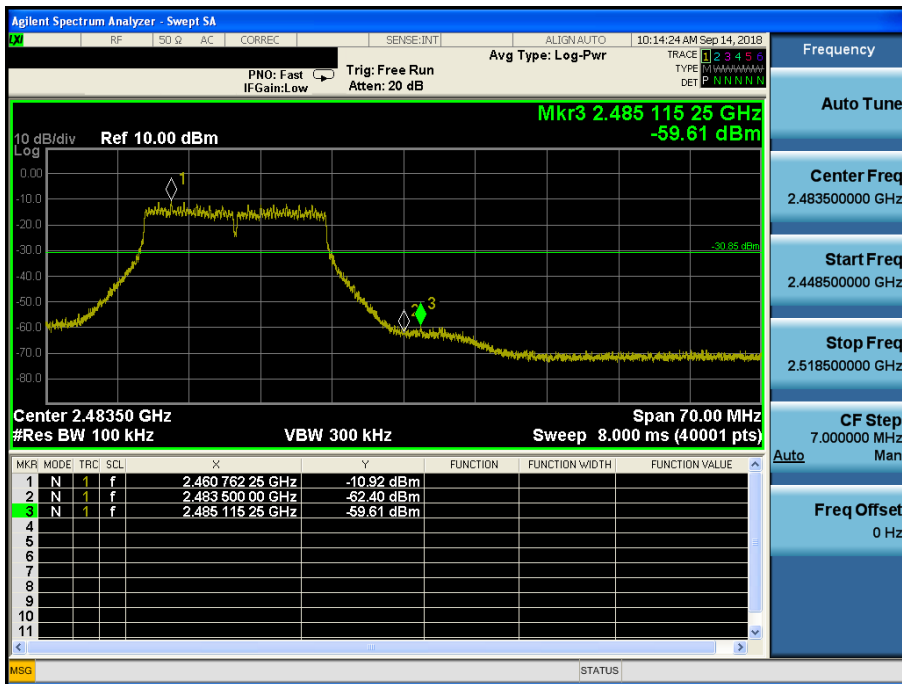 Agilent Spectrum Analyzer - Swept SA
LXI RF 50 Ω AC CORREC SENSE:INT ALIGNAUTO 10:14:24 AM Sep 14, 2018
PNO: Fast
IFGain:Low
Trig: Free Run
Atten: 20 dB
Avg Type: Log-Pwr
TRACE 1 2 3 4 5 6
TYPE M WWWWW
DET P N N N N N
Mkr3 2.485 115 25 GHz
-59.61 dBm
10 dB/div Ref 10.00 dBm
Log
0.00
-10.0
-20.0
-30.0
-40.0
-50.0
-60.0
-70.0
-80.0
1
-30.85 dBm
2 3
Center 2.48350 GHz Span 70.00 MHz
#Res BW 100 kHz VBW 300 kHz Sweep 8.000 ms (40001 pts)
MKR MODE TRC SCL X Y FUNCTION FUNCTION WIDTH FUNCTION VALUE
1 N 1 f 2.460 762 25 GHz -10.92 dBm
2 N 1 f 2.483 500 00 GHz -62.40 dBm
3 N 1 f 2.485 115 25 GHz -59.61 dBm
4
5
6
7
8
9
10
11
MSG STATUS
Frequency
Auto Tune
Center Freq
2.483500000 GHz
Start Freq
2.448500000 GHz
Stop Freq
2.518500000 GHz
CF Step
7.000000 MHz
Auto Man
Freq Offset
0 Hz